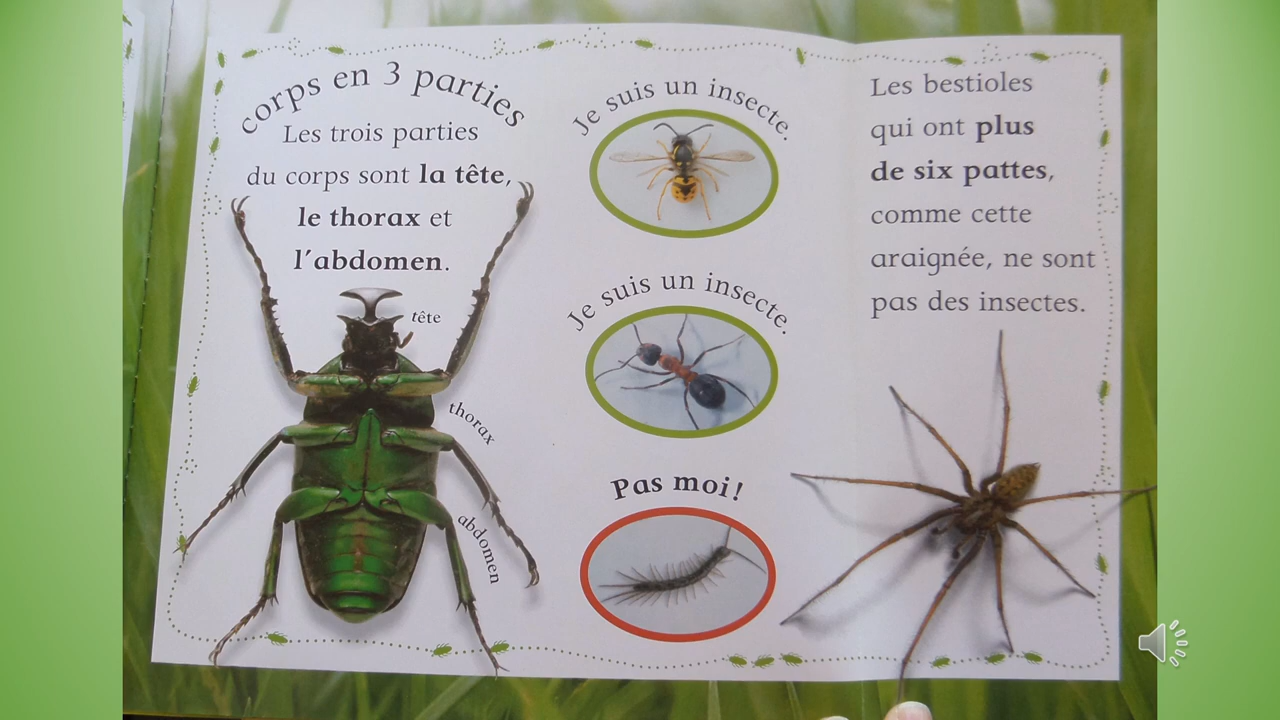 corps en 3 parties
Les trois parties
du corps sont la tête,
le thorax et
l'abdomen.
tête
thorax
abdomen
Je suis un insecte.
Je suis un insecte.
Pas moi!
Les bestioles
qui ont plus
de six pattes,
comme cette
araignée, ne sont
pas des insectes.